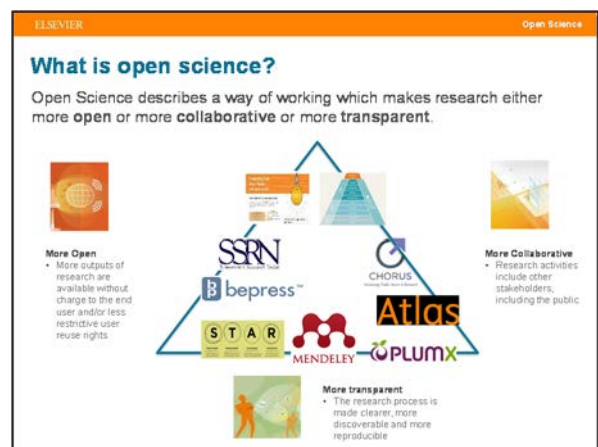 ELSEVIER
Open Science
What is open science?
Open Science describes a way of working which makes research either
more open or more collaborative or more transparent.
More Open
• More outputs of
research are
available without
charge to the end
user and/or less
restrictive user
reuse rights
SSRN
bepress™
CHORUS
Atlas
S T A R
MENDELEY
PLUMX
More Collaborative
• Research activities
include other
stakeholders,
including the public
More transparent
• The research process is
made clearer, more
discoverable and more
reproducible